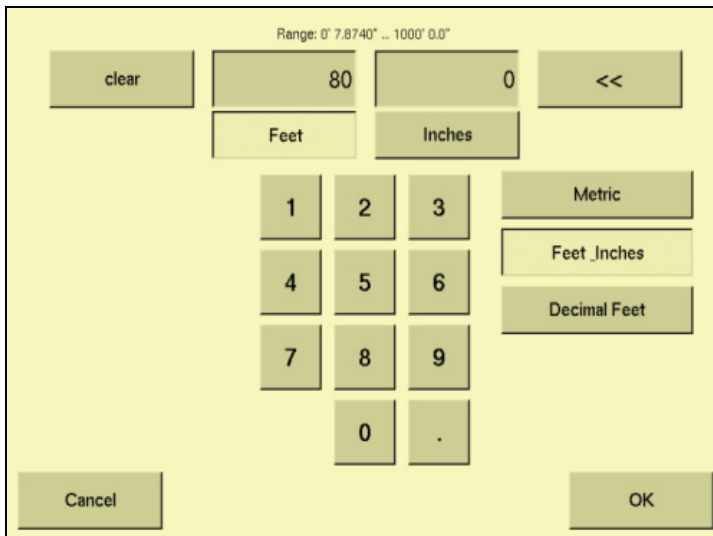 Range: 0' 7.8740" ... 1000' 0.0"
clear 80 0 <<
Feet Inches
1 2 3 Metric
Feet_Inches
4 5 6
Decimal Feet
7 8 9
0 .
Cancel OK